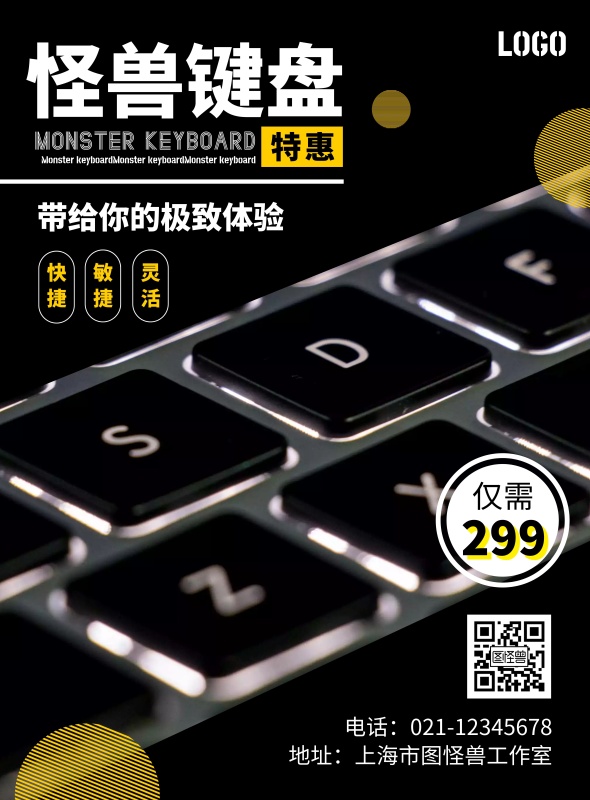 LOGO
怪兽键盘
MONSTER KEYBOARD
Monster keyboardMonster keyboardMonster keyboard
特惠
带给你的极致体验
快捷
敏捷
灵活
F
D
S
X
Z
仅需
299
图怪兽
电话：021-12345678
地址：上海市图怪兽工作室